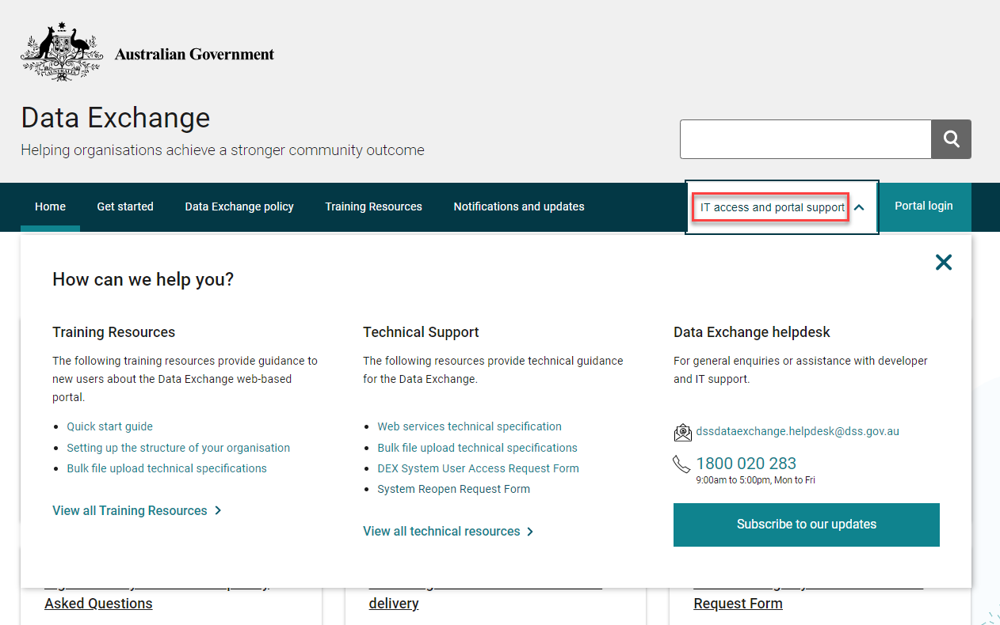 AUSTRALIA
Australian Government
Data Exchange
Helping organisations achieve a stronger community outcome
Home
Get started
Data Exchange policy
Training Resources
Notifications and updates
IT access and portal support
Portal login
How can we help you?
Training Resources
The following training resources provide guidance to
new users about the Data Exchange web-based
portal.
Quick start guide
Setting up the structure of your organisation
Bulk file upload technical specifications
View all Training Resources
Technical Support
The following resources provide technical guidance
for the Data Exchange.
Web services technical specification
Bulk file upload technical specifications
DEX System User Access Request Form
System Reopen Request Form
View all technical resources
Data Exchange helpdesk
For general enquiries or assistance with developer
and IT support.
dssdataexchange.helpdesk@dss.gov.au
1800 020 283
9:00am to 5:00pm, Mon to Fri
Subscribe to our updates
Asked Questions
delivery
Request Form